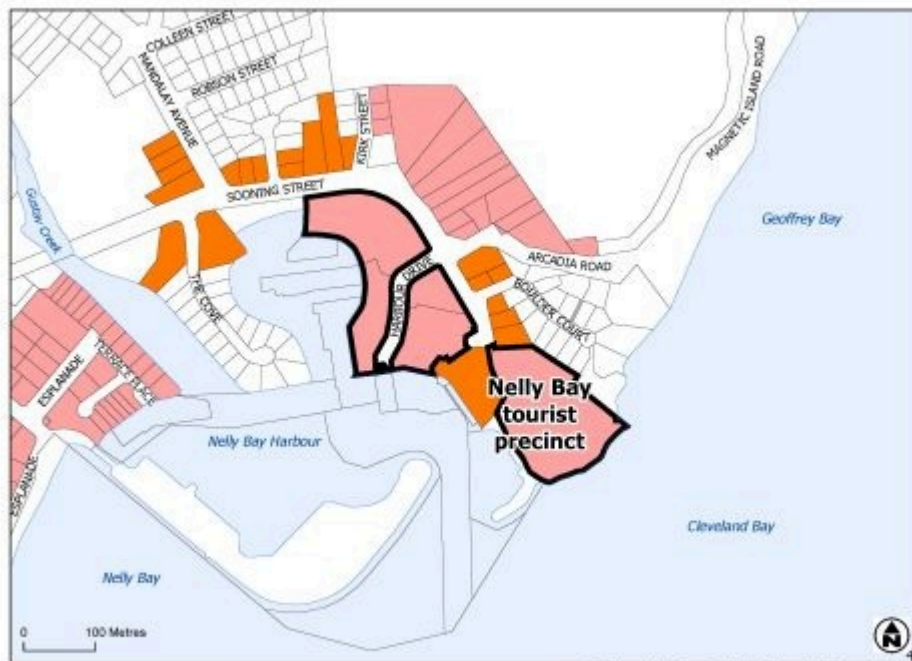 COLLEEN STREET
MANDALAY AVENUE
ROBSON STREET
KIRK STREET
MAGNETIC ISLAND ROAD
SOONING STREET
Gustav Creek
Geoffrey Bay
ARCADIA ROAD
HARBOUR DRIVE
THE COVE
BOULDER COURT
ESPLANADE
TERRACE PLACE
Nelly Bay
tourist
precinct
Nelly Bay Harbour
ESPLANADE
Cleveland Bay
Nelly Bay
0 100 Metres
N